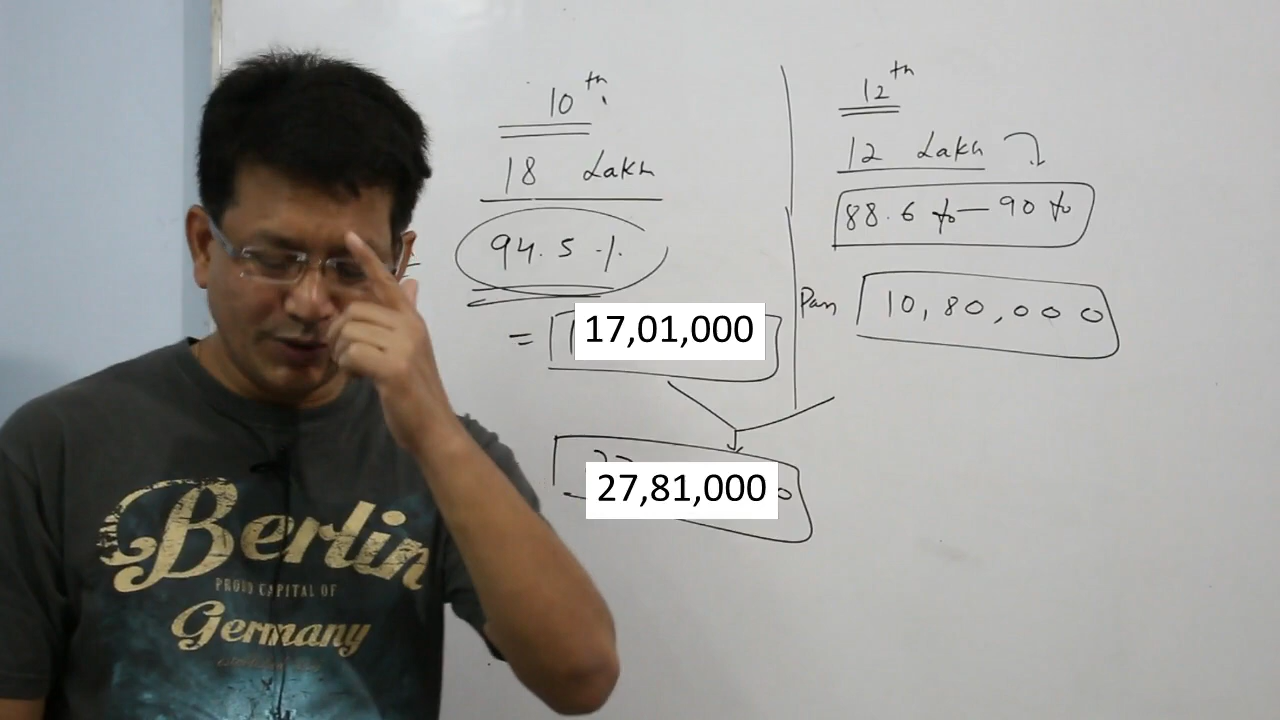 10th
18 Lakh
94.5 %
= 17,01,000
27,81,000
12th
12 Lakh
88.6 % — 90 %
Pass 10,80,000
Berlin
PROUD CAPITAL OF
Germany